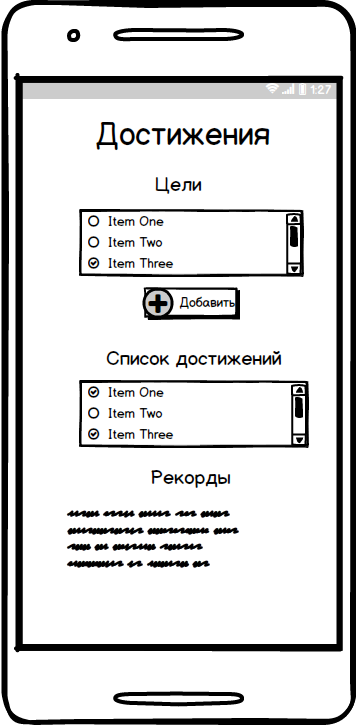 1:27
Достижения
Цели
Item One
Item Two
Item Three
Добавить
Список достижений
Item One
Item Two
Item Three
Рекорды